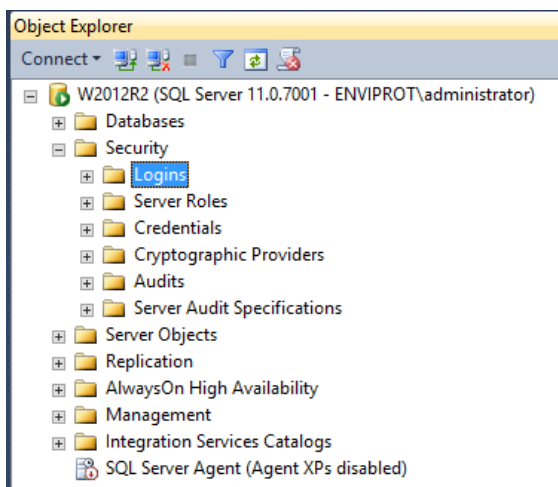 Object Explorer
Connect
W2012R2 (SQL Server 11.0.7001 - ENVIPROT\administrator)
Databases
Security
Logins
Server Roles
Credentials
Cryptographic Providers
Audits
Server Audit Specifications
Server Objects
Replication
AlwaysOn High Availability
Management
Integration Services Catalogs
SQL Server Agent (Agent XPs disabled)